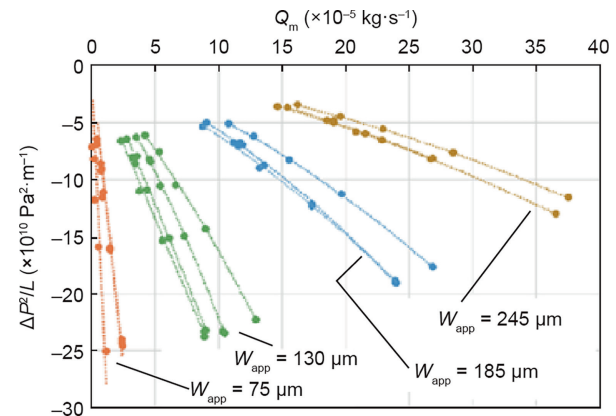 Qm (×10−5 kg·s−1)
0 5 10 15 20 25 30 35 40
0
−5
−10
−15
−20
−25
−30
ΔP2/L (×1010 Pa2·m−1)
Wapp = 245 μm
Wapp = 130 μm
Wapp = 185 μm
Wapp = 75 μm